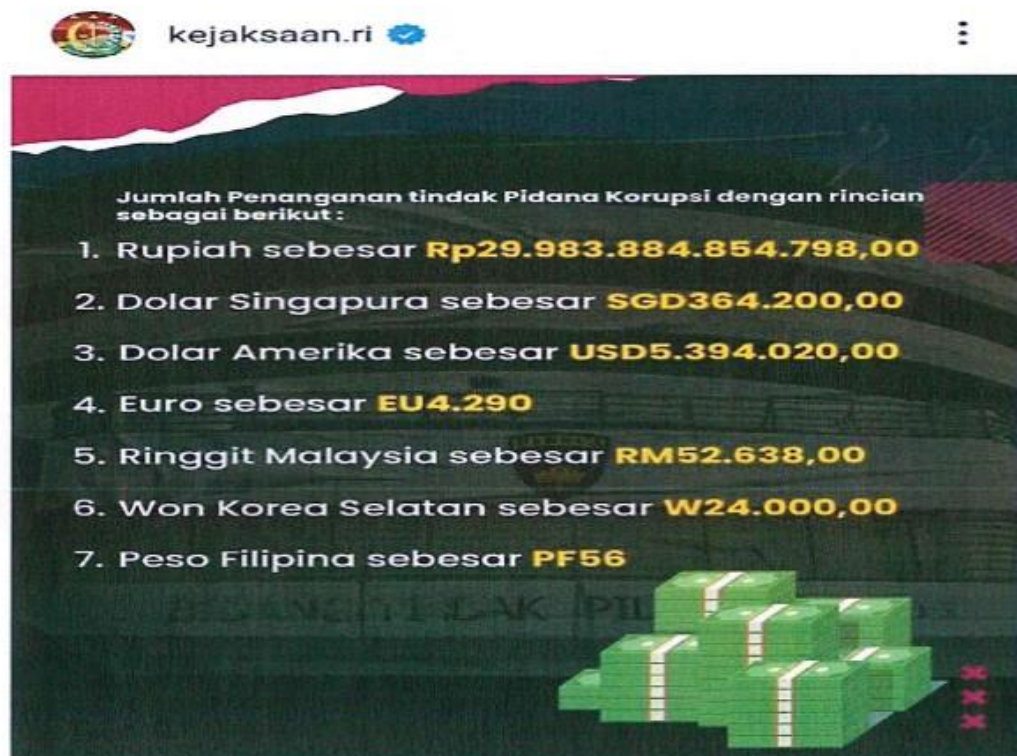 kejaksaan.ri
Jumlah Penanganan tindak Pidana Korupsi dengan rincian
sebagai berikut :
1. Rupiah sebesar Rp29.983.884.854.798,00
2. Dolar Singapura sebesar SGD364.200,00
3. Dolar Amerika sebesar USD5.394.020,00
4. Euro sebesar EU4.290
5. Ringgit Malaysia sebesar RM52.638,00
6. Won Korea Selatan sebesar W24.000,00
7. Peso Filipina sebesar PF56